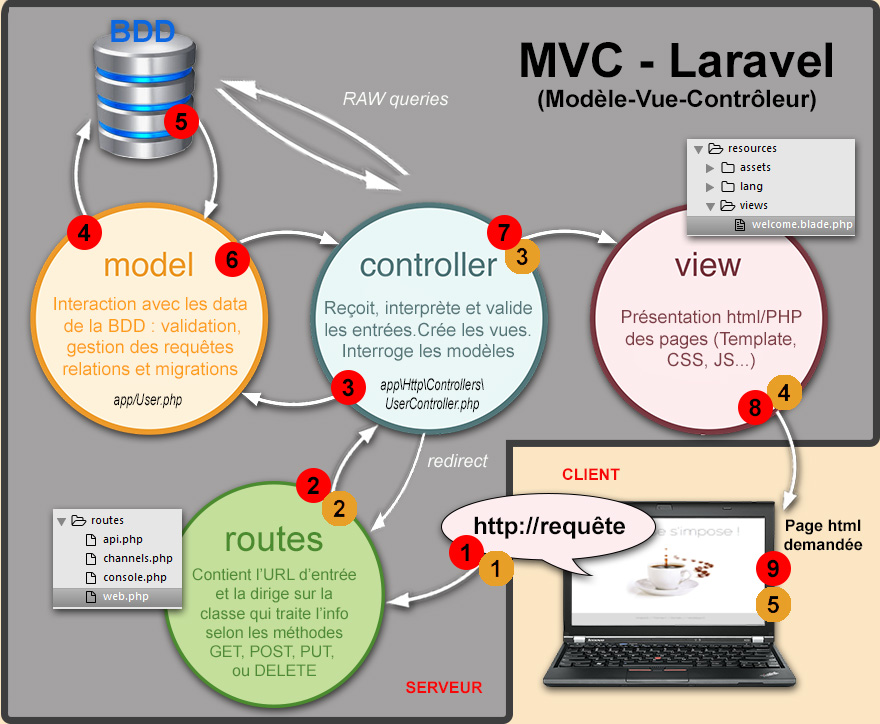 BDD
MVC - Laravel
(Modèle-Vue-Contrôleur)
RAW queries
5
resources
assets
lang
views
welcome.blade.php
4
6
model
Interaction avec les data
de la BDD : validation,
gestion des requêtes
relations et migrations
app/User.php
7
3
controller
Reçoit, interprète et valide
les entrées.Crée les vues.
Interroge les modèles
app\Http\Controllers\
UserController.php
3
view
Présentation html/PHP
des pages (Template,
CSS, JS...)
4
8
redirect
2
2
routes
api.php
channels.php
console.php
web.php
routes
Contient l'URL d'entrée
et la dirige sur la
classe qui traite l'info
selon les méthodes
GET, POST, PUT,
ou DELETE
SERVEUR
CLIENT
http://requête
1
1
s'impose !
Page html
demandée
9
5